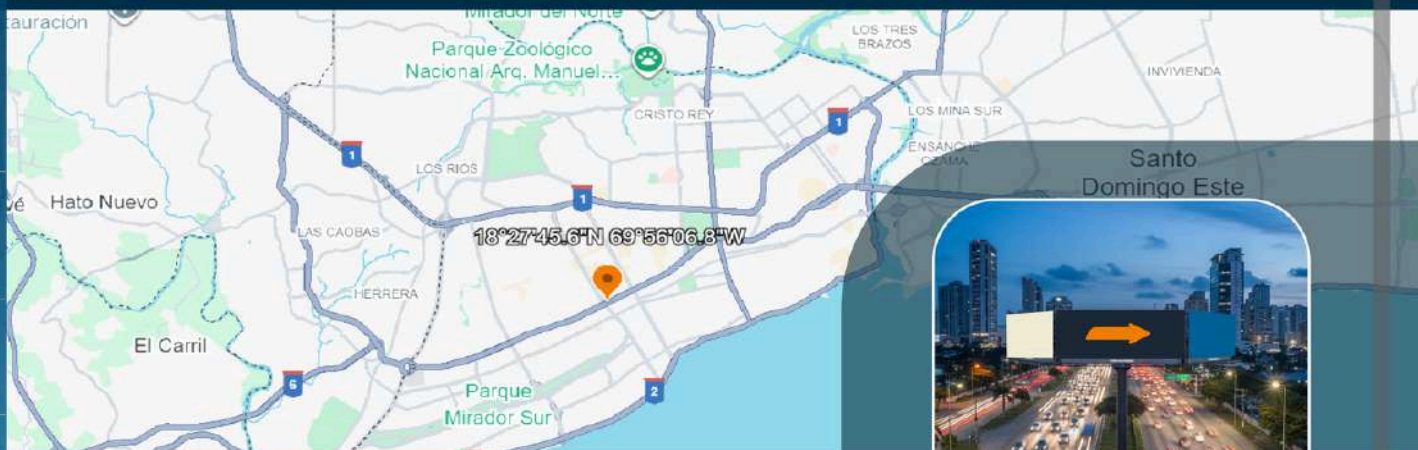 Mirador del Norte
tauración
LOS TRES
BRAZOS
Parque Zoológico
Nacional Arq. Manuel...
INVIVIENDA
CRISTO REY
1
LOS MINA SUR
ENSANCHE
OZAMA
1
LOS RIOS
Santo
Domingo Este
1
Hato Nuevo
LAS CAOBAS
18°27'45.6"N 69°56'06.8"W
HERRERA
El Carril
6
Parque
Mirador Sur
2